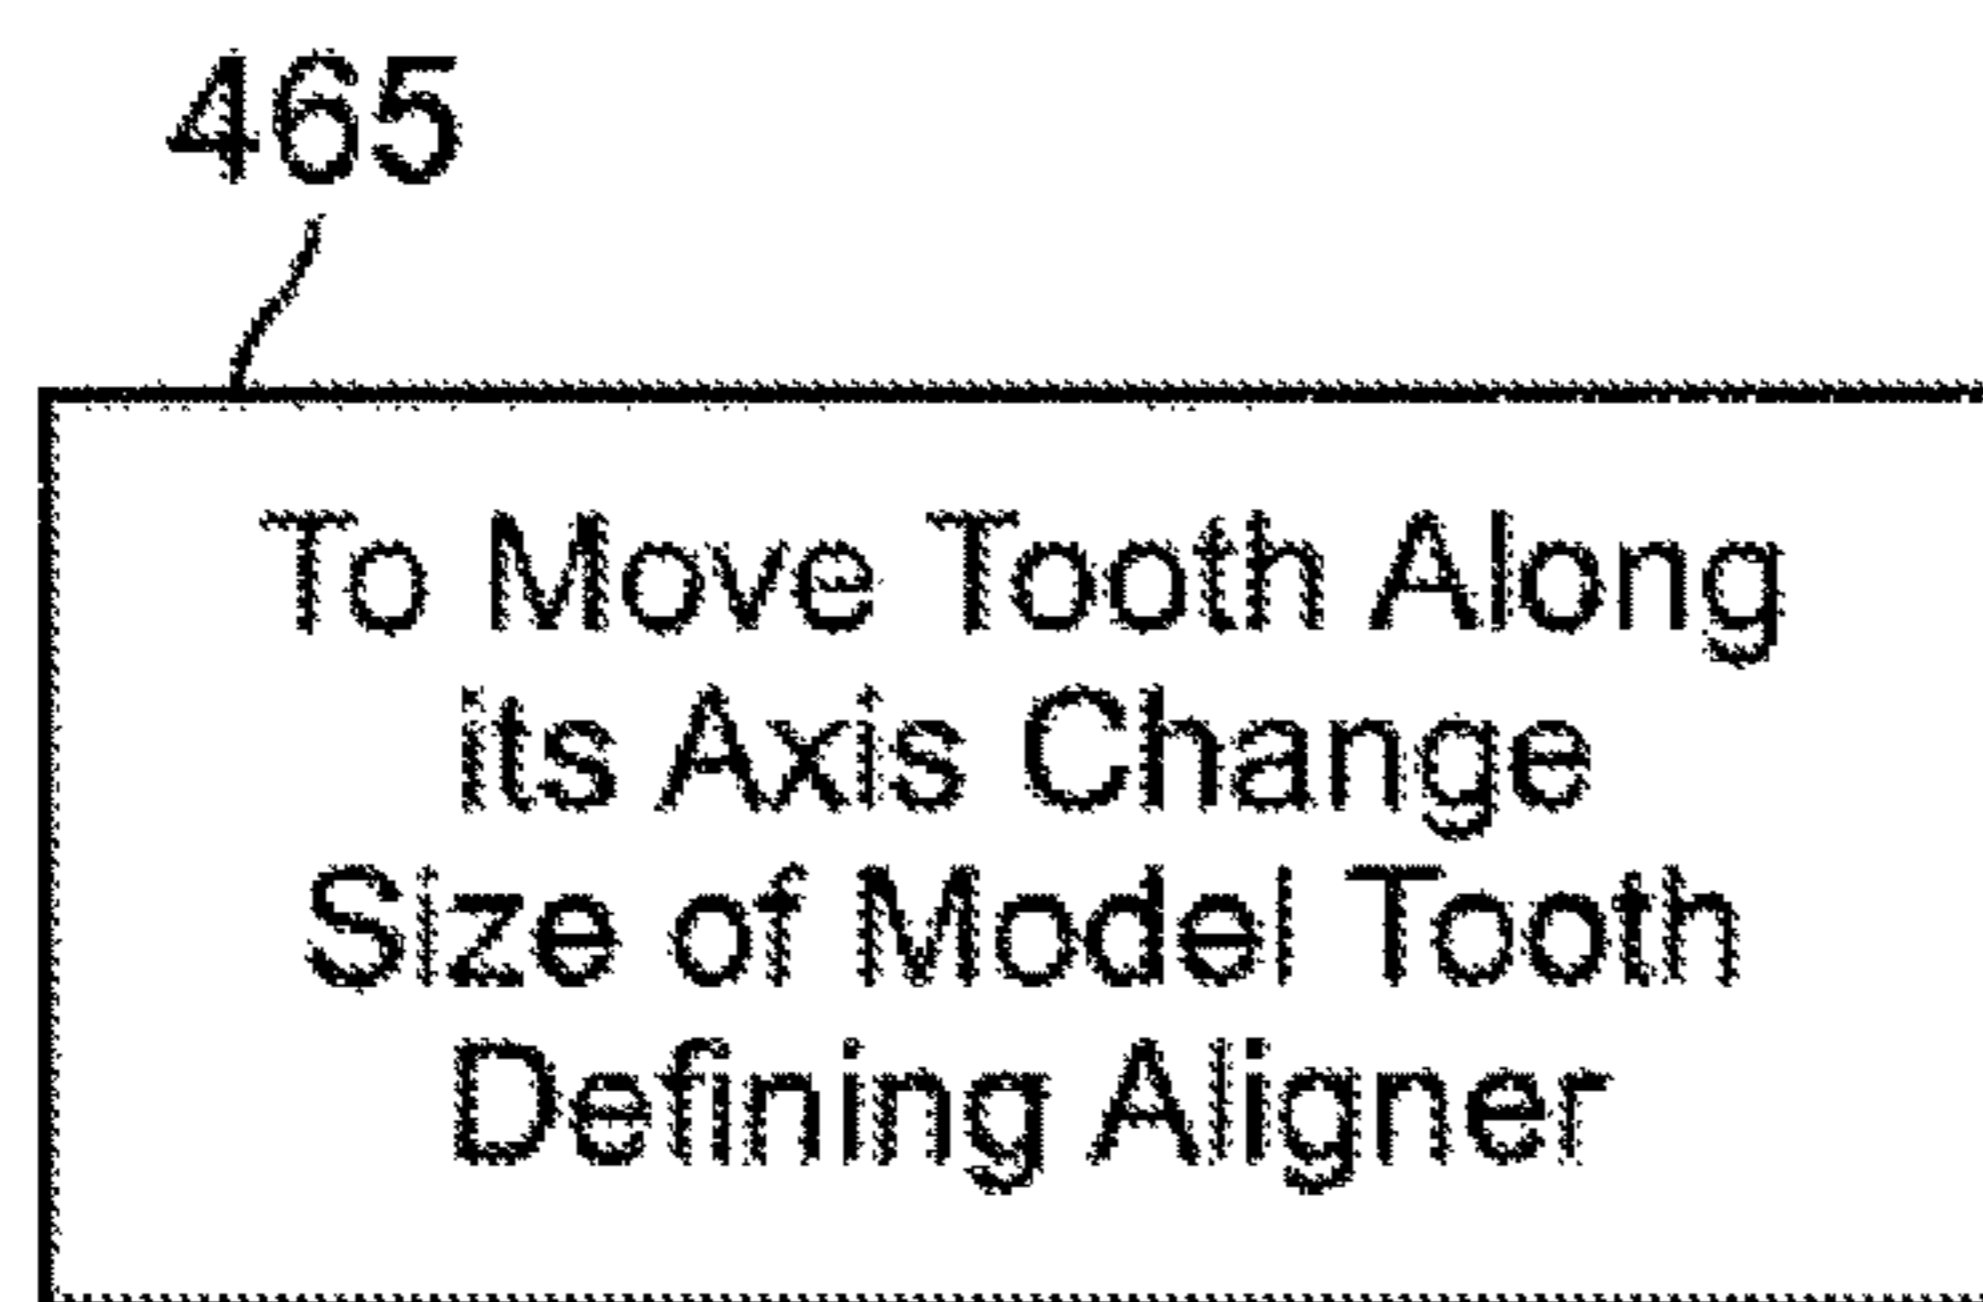 465
To Move Tooth Along
its Axis Change
Size of Model Tooth
Defining Aligner